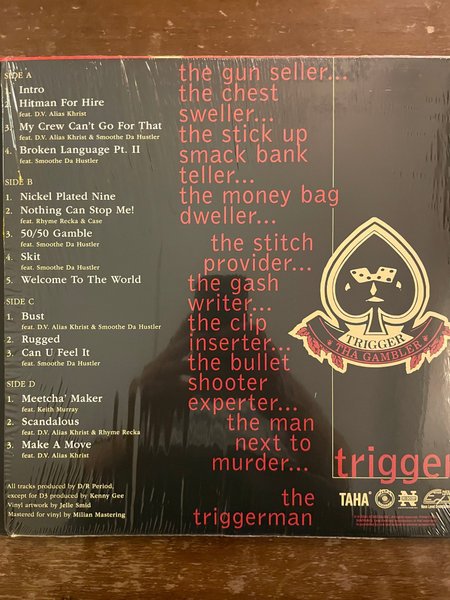 SIDE A
Intro
2. Hitman For Hire
feat. D.V. Alias Khrist
3. My Crew Can't Go For That
feat. D.V. Alias Khrist & Smoothe Da Hustler
4. Broken Language Pt. II
feat. Smoothe Da Hustler
SIDE B
1. Nickel Plated Nine
2. Nothing Can Stop Me!
feat. Rhyme Recka & Case
3. 50/50 Gamble
feat. Smoothe Da Hustler
4. Skit
feat. Smoothe Da Hustler
5. Welcome To The World
SIDE C
1. Bust
feat. D.V. Alias Khrist & Smoothe Da Hustler
2. Rugged
3. Can U Feel It
feat. Smoothe Da Hustler
SIDE D
1. Meetcha' Maker
feat. Keith Murray
2. Scandalous
feat. D.V. Alias Khrist & Rhyme Recka
3. Make A Move
feat. D.V. Alias Khrist
All tracks produced by D/R Period,
except for D3 produced by Kenny Gee
Vinyl artwork by Jelle Smid
Mastered for vinyl by Milian Mastering
the gun seller...
the chest
sweller...
the stick up
smack bank
teller...
the money bag
dweller...
the stitch
provider...
the gash
writer...
the clip
inserter...
the bullet
shooter
experter...
the man
next to
murder...
the
triggerman
TRIGGER
THA GAMBLER
trigger
TAHA